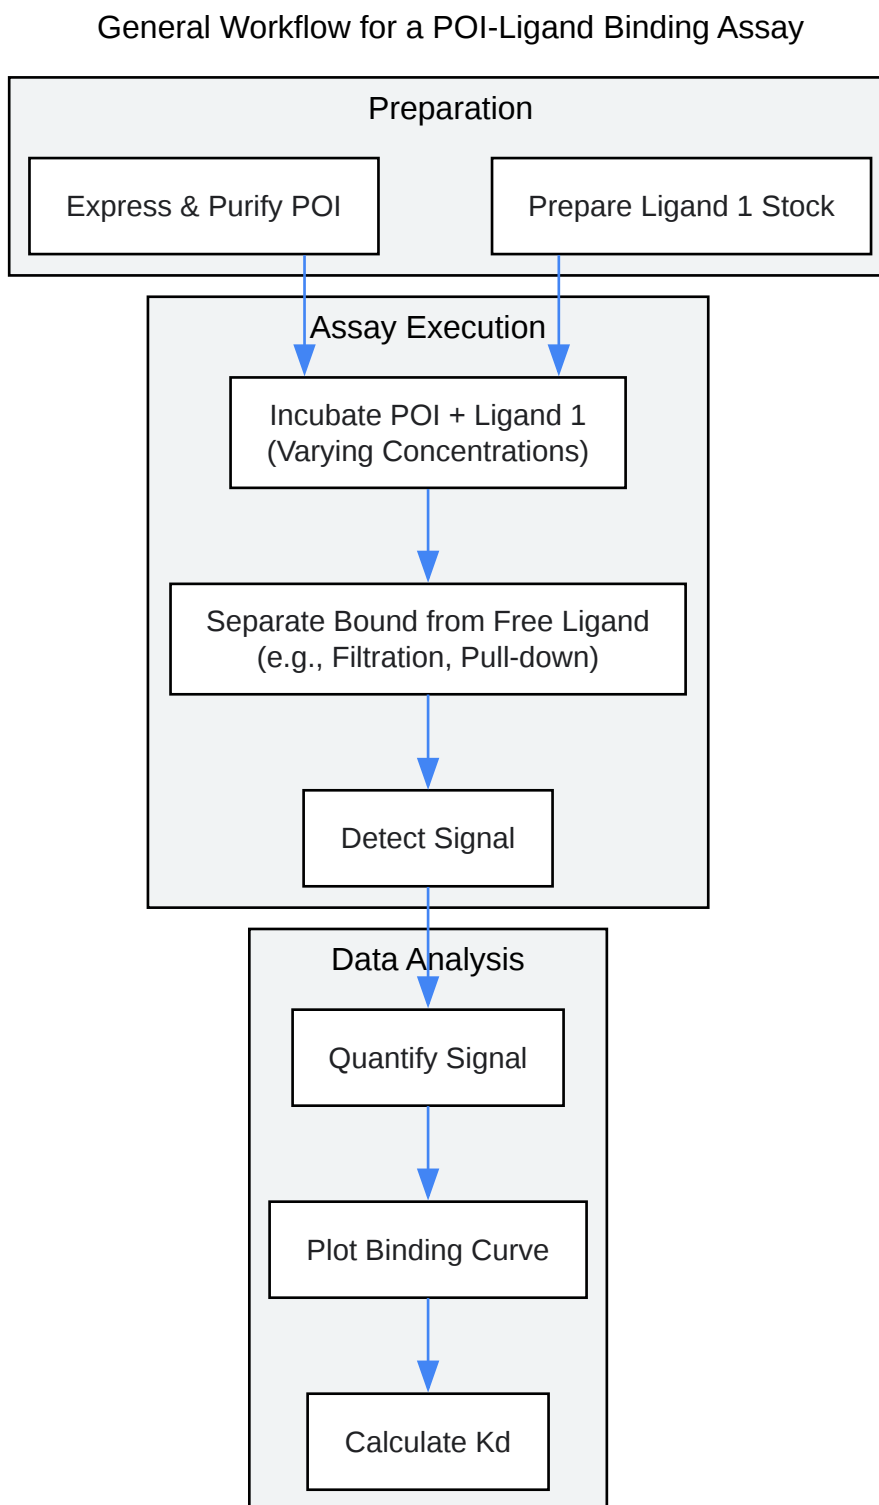 General Workflow for a POI-Ligand Binding Assay
Preparation
Express & Purify POI
Prepare Ligand 1 Stock
Assay Execution
Incubate POI + Ligand 1
(Varying Concentrations)
Separate Bound from Free Ligand
(e.g., Filtration, Pull-down)
Detect Signal
Data Analysis
Quantify Signal
Plot Binding Curve
Calculate Kd